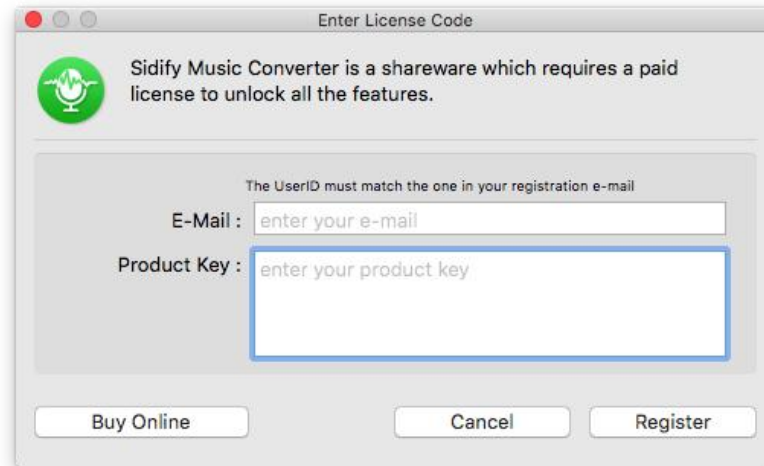 Enter License Code
Sidify Music Converter is a shareware which requires a paid
license to unlock all the features.
The UserID must match the one in your registration e-mail
E-Mail : enter your e-mail
Product Key : enter your product key
Buy Online Cancel Register